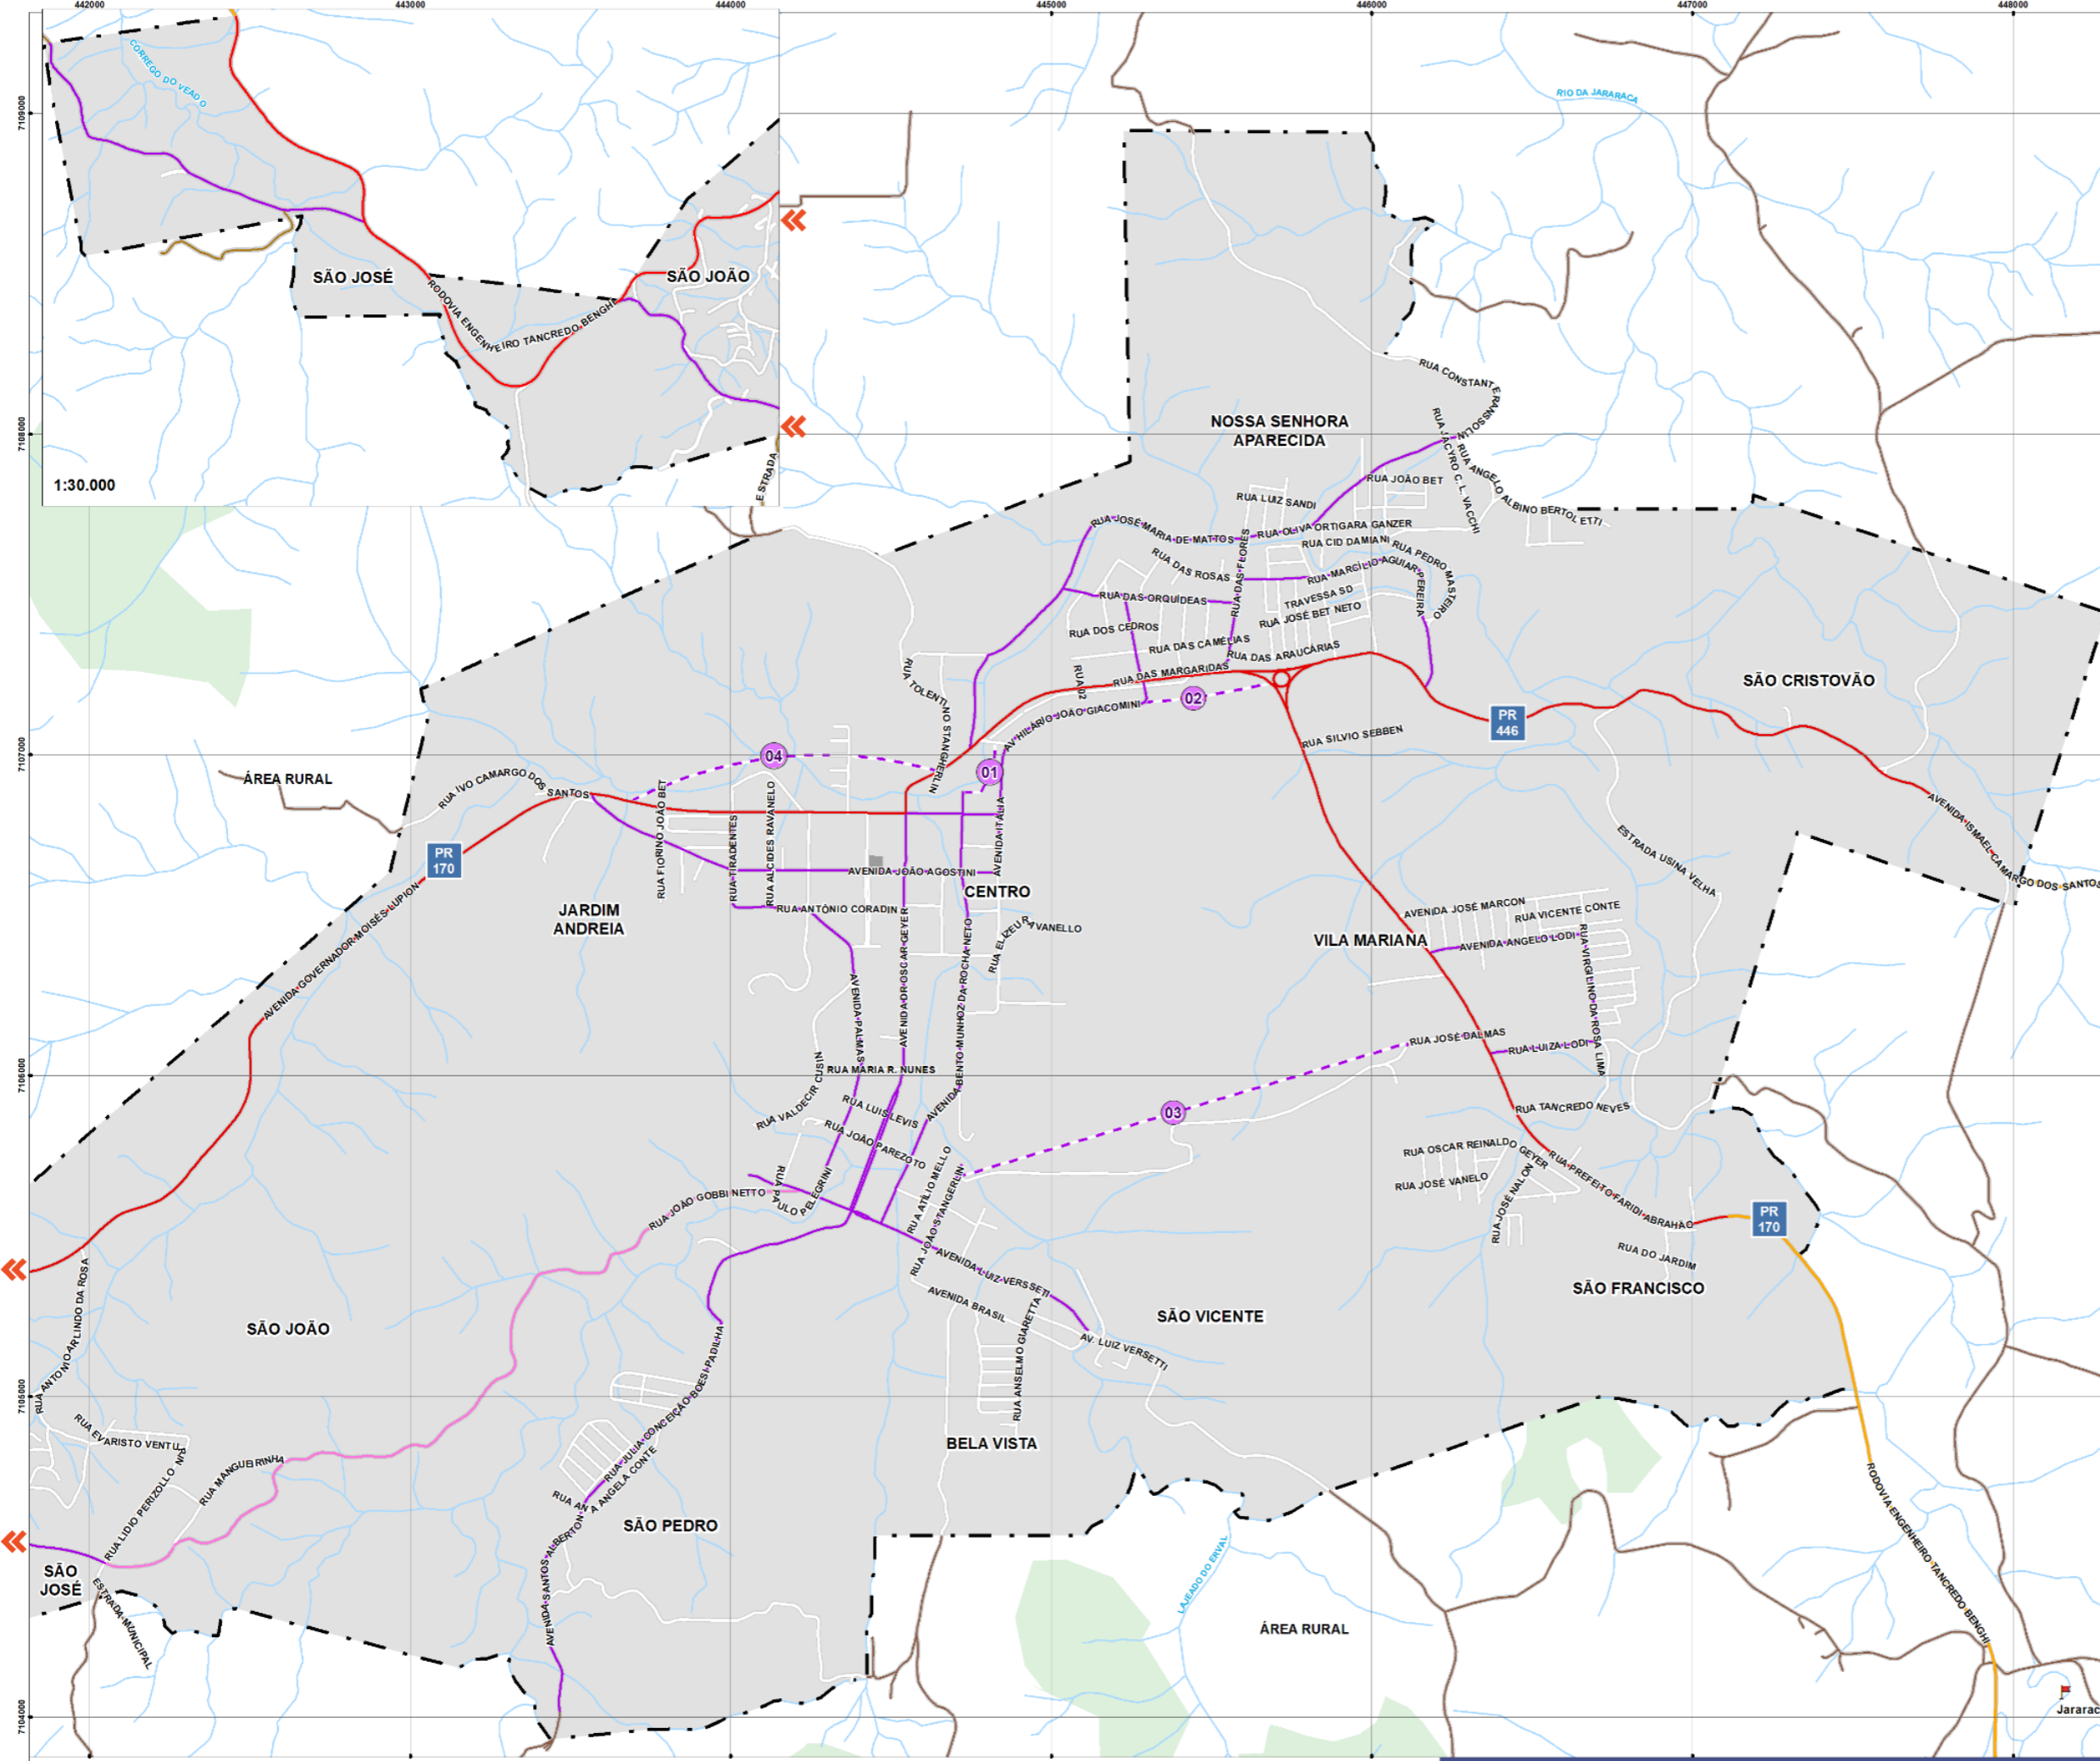 442000
443000
444000
445000
446000
447000
448000
7109000
7108000
7107000
7106000
7105000
7104000
CORREGO DO VEADO
SÃO JOSÉ
SÃO JOÃO
RODOVIA ENGENHEIRO TANCREDO BENGHI
1:30.000
E STRADA
RIO DA JARARACA
NOSSA SENHORA
APARECIDA
RUA CONSTANTE RANSSOLIN
RUA JACYRO C. L. VACCHI
RUA ANGELO ALBINO BERTOLETTI
RUA JOÃO BET
RUA LUIZ SANDI
RUA JOSÉ MARIA DE MATTOS
RUA OLIVA ORTIGARA GANZER
RUA CID DAMIANI
RUA PEDRO MASTEIRO
RUA DAS ROSAS
RUA DAS FLORES
RUA MARCÍLIO AGUIAR PEREIRA
RUA DAS ORQUÍDEAS
TRAVESSA SD
RUA JOSÉ BET NETO
RUA DOS CEDROS
RUA DAS CAMÉLIAS
RUA DAS ARAUCÁRIAS
RUA DAS MARGARIDAS
RUA 02
02
AV HILÁRIO JOÃO GIACOMINI
RUA TOLENTINO STANGHERLIN
SÃO CRISTOVÃO
PR
446
RUA SILVIO SEBBEN
04
01
ÁREA RURAL
RUA IVO CAMARGO DOS SANTOS
PR
170
RUA FIORINO JOÃO BET
RUA TIRADENTES
RUA ALCIDES RAVANELO
AVENIDA ITALIA
AVENIDA JOÃO AGOSTINI
CENTRO
AVENIDA ISMAEL CAMARGO DOS SANTOS
ESTRADA USINA VELHA
AVENIDA GOVERNADOR MOISÉS LUPION
JARDIM
ANDREIA
RUA ANTÔNIO CORADIN
AVENIDA DR OSCAR GEYER
RUA ELIZEU RAVANELLO
AVENIDA JOSÉ MARCON
RUA VICENTE CONTE
VILA MARIANA
AVENIDA ANGELO LODI
RUA VIRGILINO DA ROSA LIMA
AVENIDA PALMAS
AVENIDA BENTO MUNHOZ DA ROCHA NETO
RUA JOSÉ DALMAS
RUA LUIZA LODI
RUA MARIA R. NUNES
RUA VALDECIR CUSIN
RUA LUIS LEVIS
RUA JOÃO PAREZOTO
03
RUA TANCREDO NEVES
RUA OSCAR REINALDO GEYER
RUA JOSÉ VANELO
RUA JOSÉ NALON
RUA PREFEITO FARIDI ABRAHÃO
PR
170
RUA DO JARDIM
SÃO FRANCISCO
RUA JOÃO GOBBI NETTO
RUA PAULO PELEGRINI
RUA ATÍLIO MELLO
RUA JOÃO STANGERLIN
AVENIDA LUIZ VERSSETI
AVENIDA BRASIL
RUA ANSELMO GIARETTA
AV. LUIZ VERSETTI
SÃO VICENTE
SÃO JOÃO
RUA ANTONIO ARLINDO DA ROSA
RUA EVARISTO VENTU
RUA LIDIO PERIZOLLO
RUA MANGUEIRINHA
RUA JULIA CONCEIÇÃO BOESI PADILHA
RUA ANA ANGELA CONTE
BELA VISTA
SÃO PEDRO
AVENIDA SANTOS ALBERTON
SÃO
JOSÉ
ESTRADA MUNICIPAL
LAJEADO DO ERVAL
ÁREA RURAL
RODOVIA ENGENHEIRO TANCREDO BENGHI
Jararac